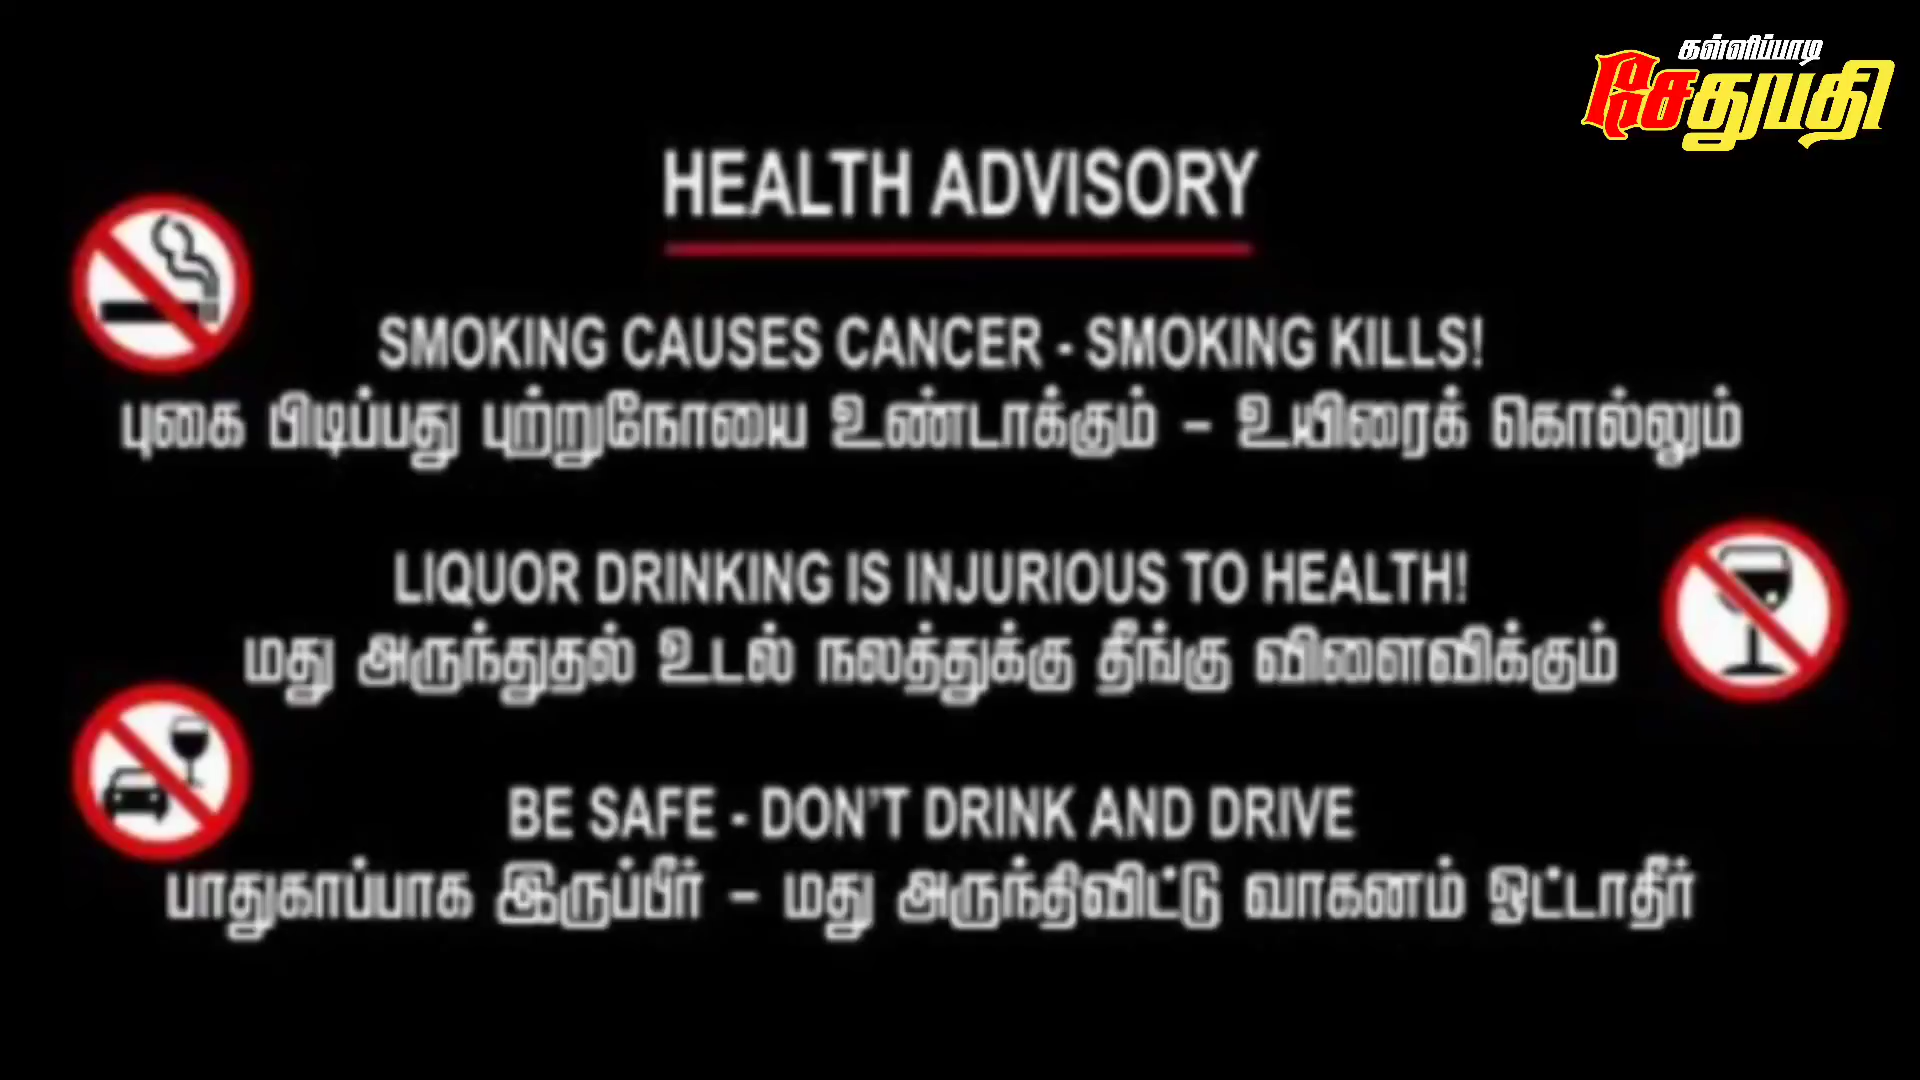 கள்ளிப்பாடி
சேதுபதி
HEALTH ADVISORY
SMOKING CAUSES CANCER - SMOKING KILLS!
புகை பிடிப்பது புற்றுநோயை உண்டாக்கும் – உயிரைக் கொல்லும்
LIQUOR DRINKING IS INJURIOUS TO HEALTH!
மது அருந்துதல் உடல் நலத்துக்கு தீங்கு விளைவிக்கும்
BE SAFE - DON'T DRINK AND DRIVE
பாதுகாப்பாக இருப்பீர் – மது அருந்திவிட்டு வாகனம் ஓட்டாதீர்